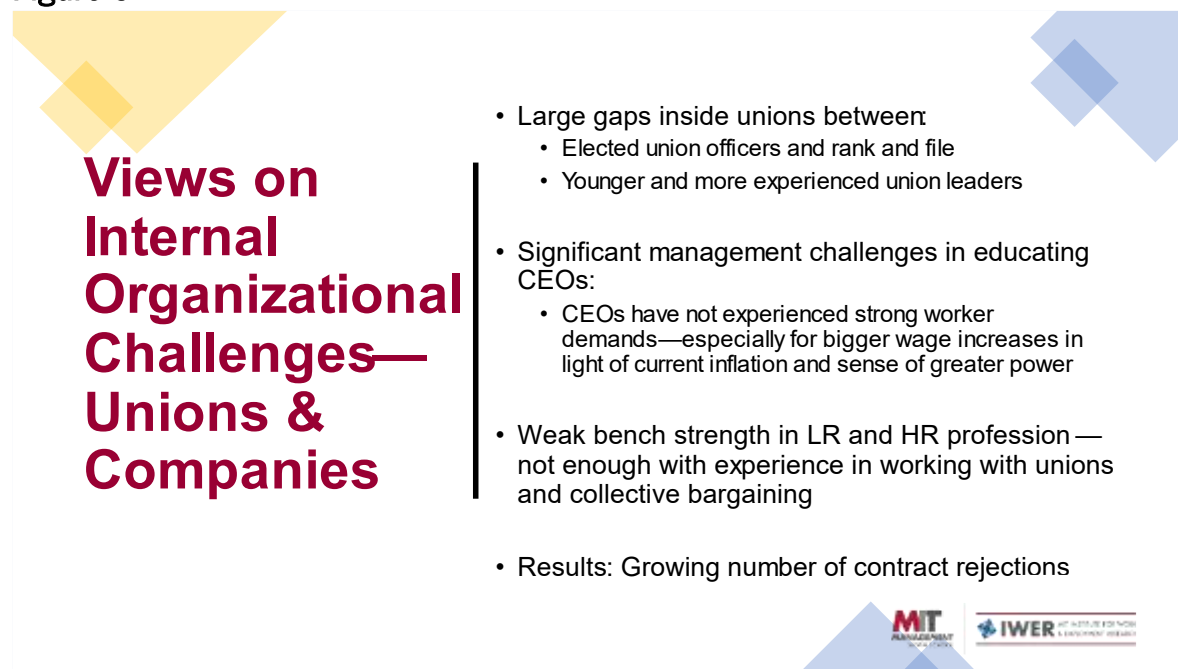 Views on
Internal
Organizational
Challenges—
Unions &
Companies
• Large gaps inside unions between:
• Elected union officers and rank and file
• Younger and more experienced union leaders
• Significant management challenges in educating
CEOs:
• CEOs have not experienced strong worker
demands—especially for bigger wage increases in
light of current inflation and sense of greater power
• Weak bench strength in LR and HR profession —
not enough with experience in working with unions
and collective bargaining
• Results: Growing number of contract rejections
MIT
MANAGEMENT
IWER